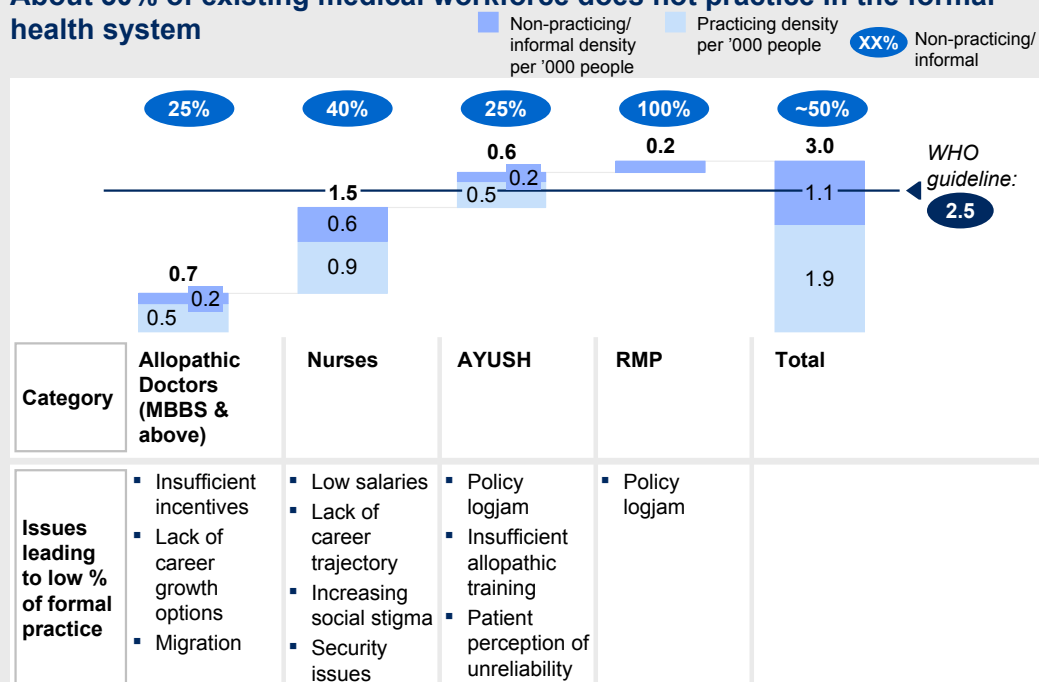 health system
Non-practicing/
informal density
per '000 people
Practicing density
per '000 people
XX%
Non-practicing/
informal
25%
40%
25%
100%
~50%
0.7
0.2
0.5
1.5
0.6
0.9
0.6
0.2
0.5
0.2
3.0
1.1
1.9
WHO
guideline:
2.5
Category
Allopathic
Doctors
(MBBS &
above)
Nurses
AYUSH
RMP
Total
Issues
leading
to low %
of formal
practice
▪ Insufficient
incentives
▪ Lack of
career
growth
options
▪ Migration
▪ Low salaries
▪ Lack of
career
trajectory
▪ Increasing
social stigma
▪ Security
issues
▪ Policy
logjam
▪ Insufficient
allopathic
training
▪ Patient
perception of
unreliability
▪ Policy
logjam